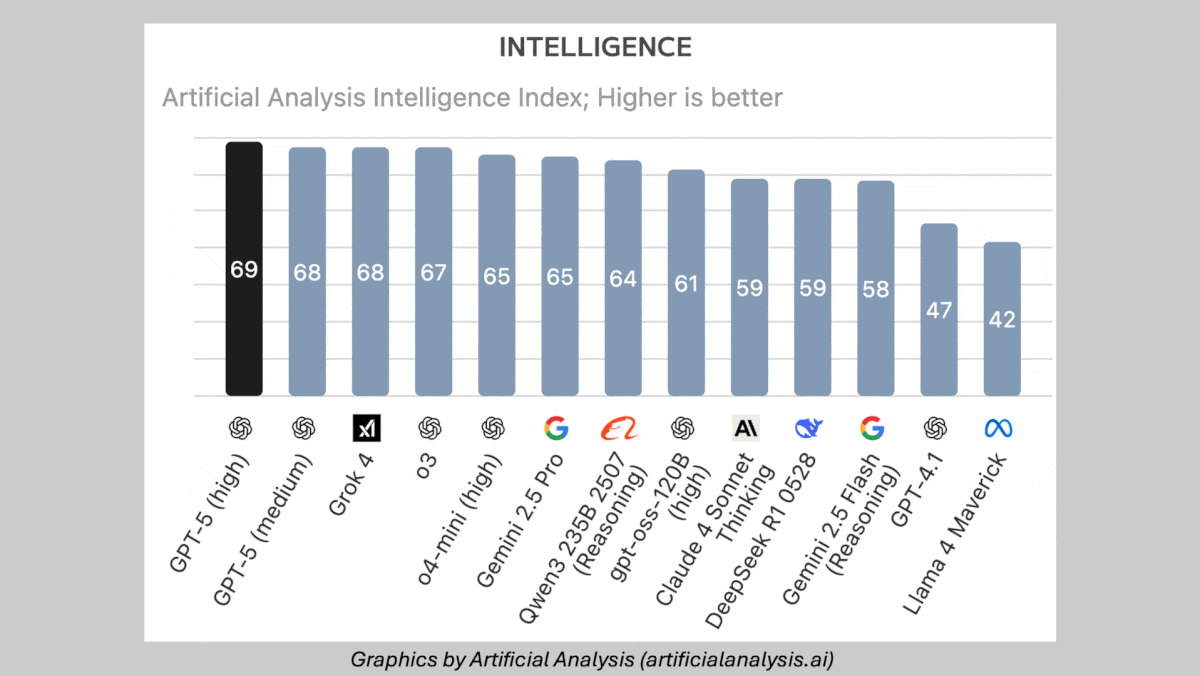 INTELLIGENCE
Artificial Analysis Intelligence Index; Higher is better
69
68
68
67
65
65
64
61
59
59
58
47
42
GPT-5 (high)
GPT-5 (medium)
Grok 4
o3
o4-mini (high)
Gemini 2.5 Pro
Qwen3 235B 2507
(Reasoning)
gpt-oss-120B
(high)
Claude 4 Sonnet
Thinking
DeepSeek R1 0528
Gemini 2.5 Flash
(Reasoning)
GPT-4.1
Llama 4 Maverick
Graphics by Artificial Analysis (artificialanalysis.ai)